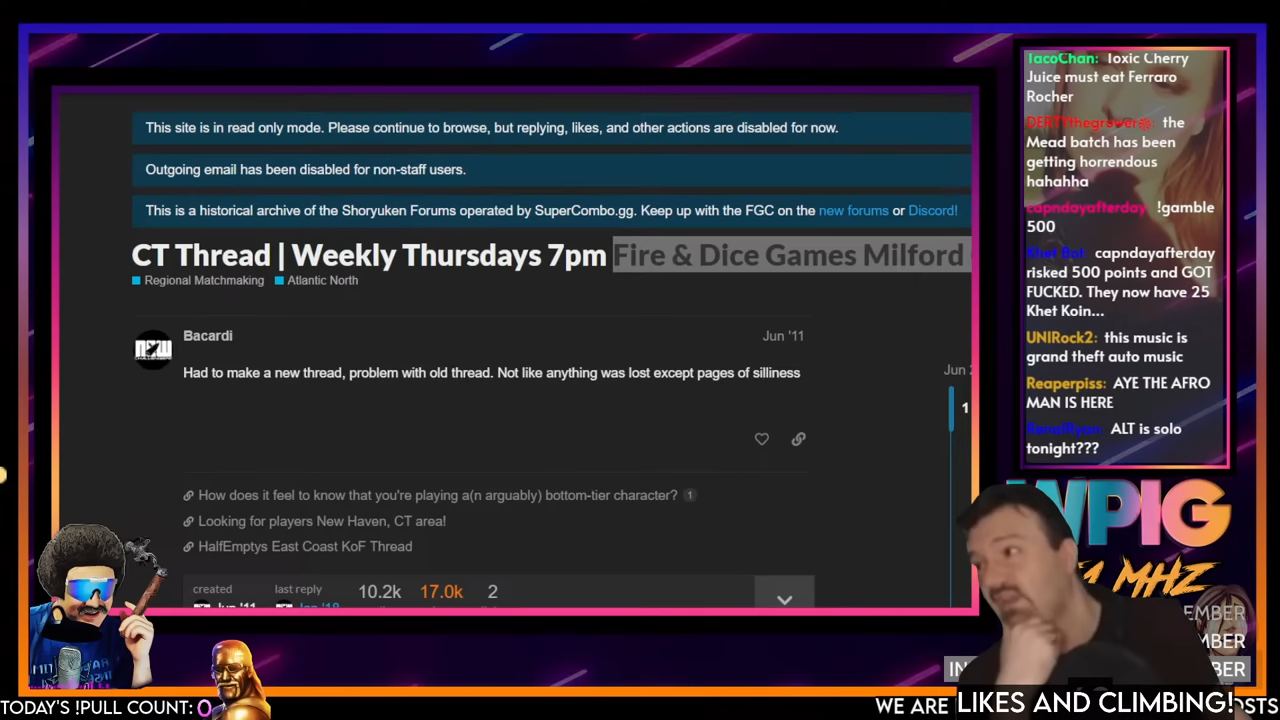 This site is in read only mode. Please continue to browse, but replying, likes, and other actions are disabled for now.
Outgoing email has been disabled for non-staff users.
This is a historical archive of the Shoryuken Forums operated by SuperCombo.gg. Keep up with the FGC on the new forums or Discord!
CT Thread | Weekly Thursdays 7pm Fire & Dice Games Milford
Regional Matchmaking Atlantic North
Bacardi Jun '11
Had to make a new thread, problem with old thread. Not like anything was lost except pages of silliness
Jun
1
How does it feel to know that you're playing a(n arguably) bottom-tier character? 1
Looking for players New Haven, CT area!
HalfEmptys East Coast KoF Thread
created last reply 10.2k 17.0k 2
TacoChan: Toxic Cherry
Juice must eat Ferraro
Rocher
DERTYthegrower: the
Mead batch has been
getting horrendous
hahahha
capndayafterday: !gamble
500
Khet Bot: capndayafterday
risked 500 points and GOT
FUCKED. They now have 25
Khet Koin...
UNIRock2: this music is
grand theft auto music
Reaperpiss: AYE THE AFRO
MAN IS HERE
ALT is solo
tonight???
WPIG
MHZ
TODAY'S !PULL COUNT: 0
WE ARE
LIKES AND CLIMBING!